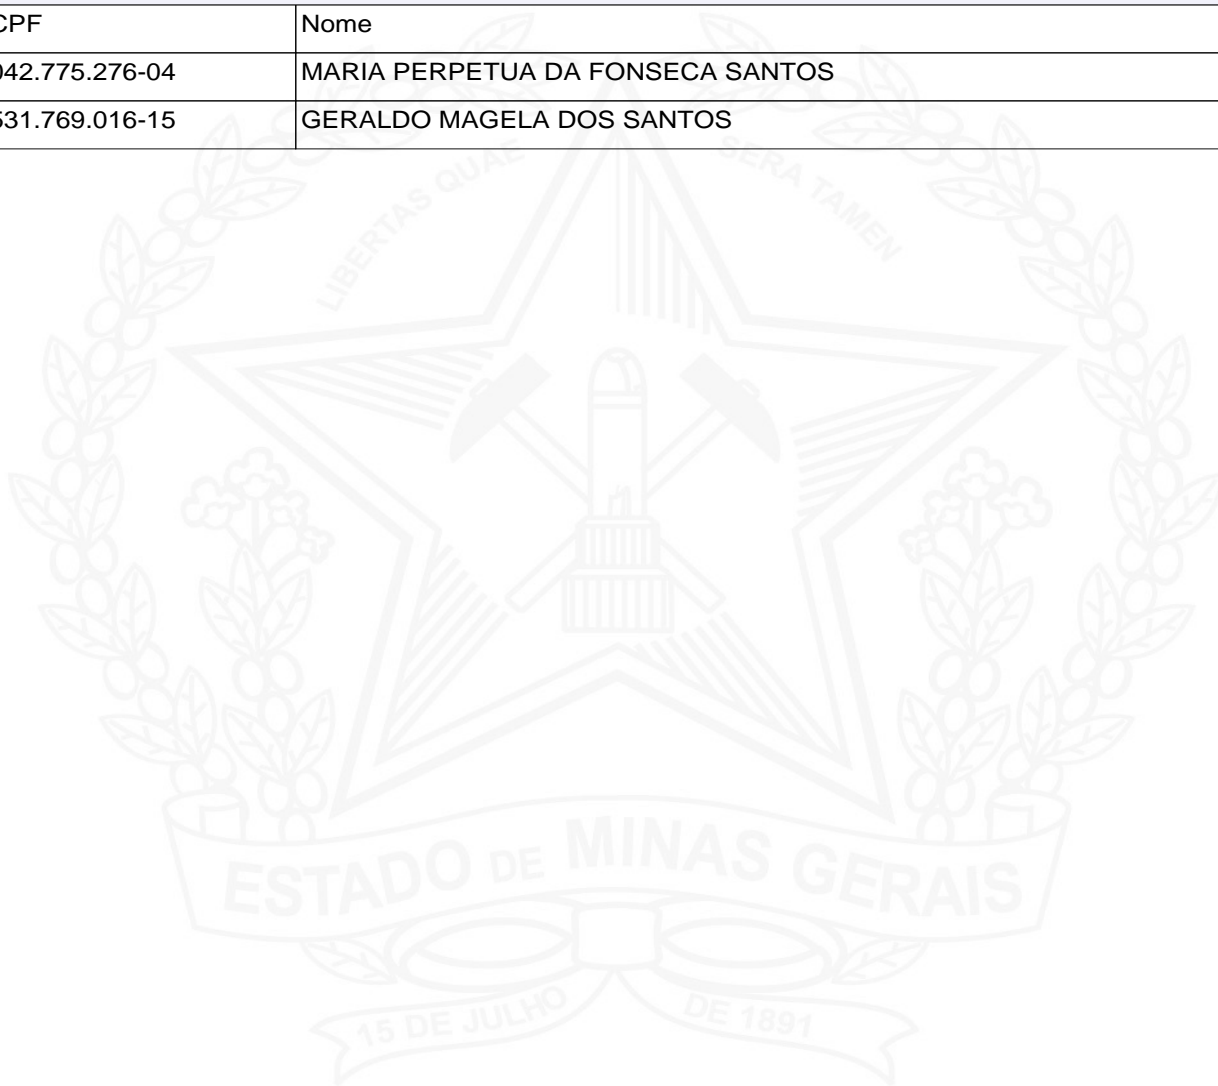 CPF Nome
042.775.276-04 MARIA PERPETUA DA FONSECA SANTOS
531.769.016-15 GERALDO MAGELA DOS SANTOS
LIBERTAS QUAE SERA TAMEN
ESTADO DE MINAS GERAIS
15 DE JULHO DE 1891